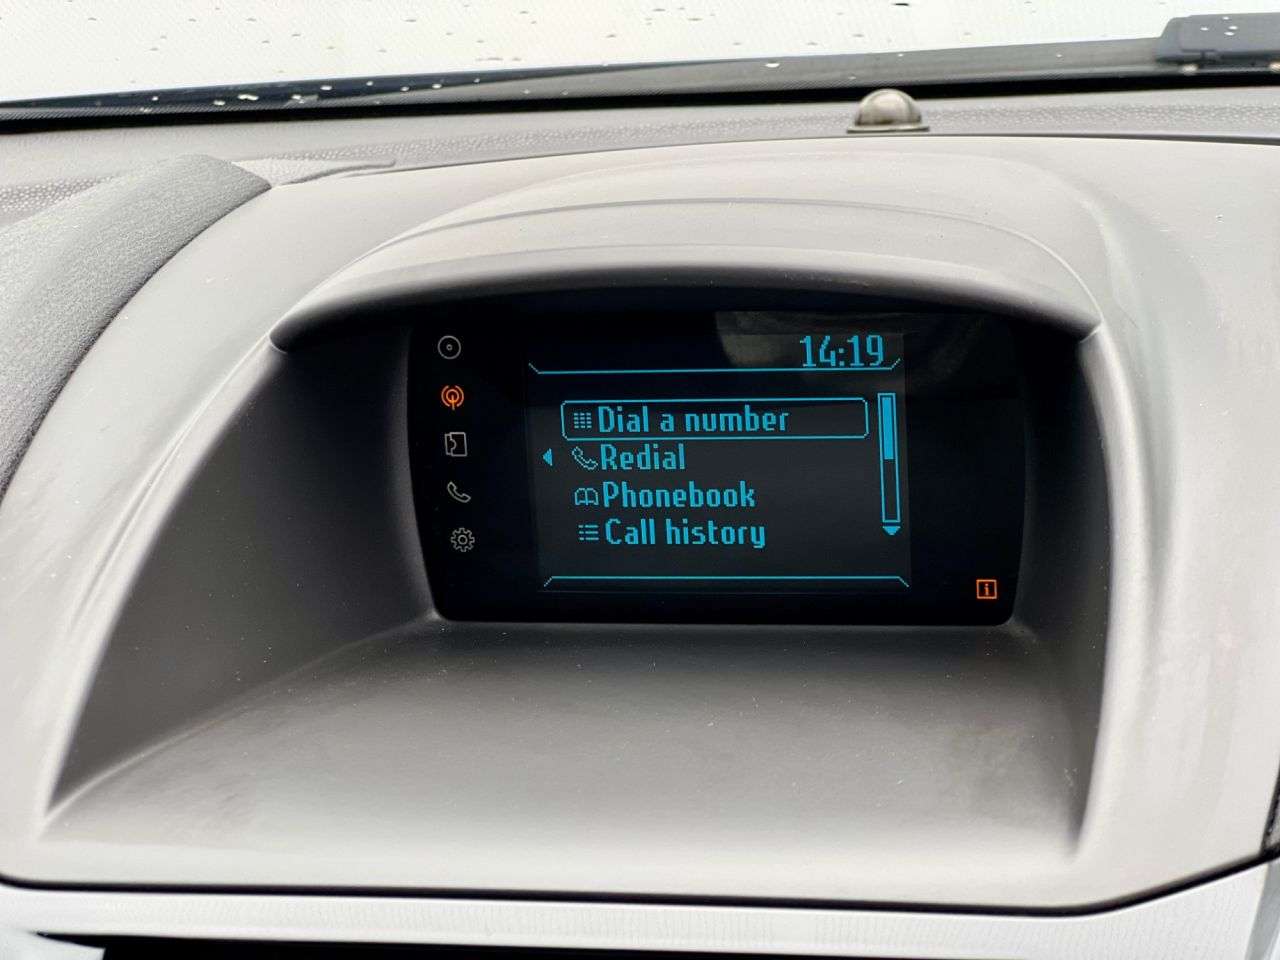 14:19
Dial a number
Redial
Phonebook
Call history
i